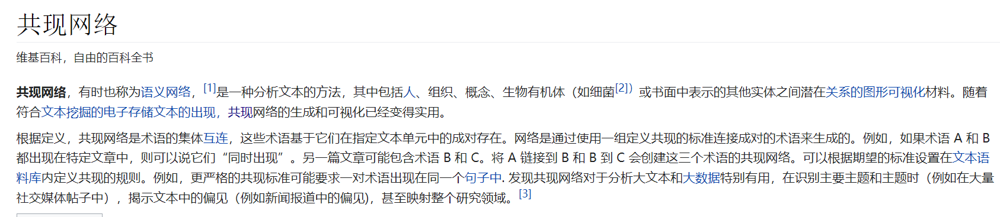 共现网络
维基百科，自由的百科全书
共现网络，有时也称为语义网络，[1]是一种分析文本的方法，其中包括人、组织、概念、生物有机体（如细菌[2]）或书面中表示的其他实体之间潜在关系的图形可视化材料。随着
符合文本挖掘的电子存储文本的出现，共现网络的生成和可视化已经变得实用。
根据定义，共现网络是术语的集体互连，这些术语基于它们在指定文本单元中的成对存在。网络是通过使用一组定义共现的标准连接成对的术语来生成的。例如，如果术语 A 和 B
都出现在特定文章中，则可以说它们“同时出现”。另一篇文章可能包含术语 B 和 C。将 A 链接到 B 和 B 到 C 会创建这三个术语的共现网络。可以根据期望的标准设置在文本语
料库内定义共现的规则。例如，更严格的共现标准可能要求一对术语出现在同一个句子中. 发现共现网络对于分析大文本和大数据特别有用，在识别主要主题和主题时（例如在大量
社交媒体帖子中），揭示文本中的偏见（例如新闻报道中的偏见)，甚至映射整个研究领域。[3]